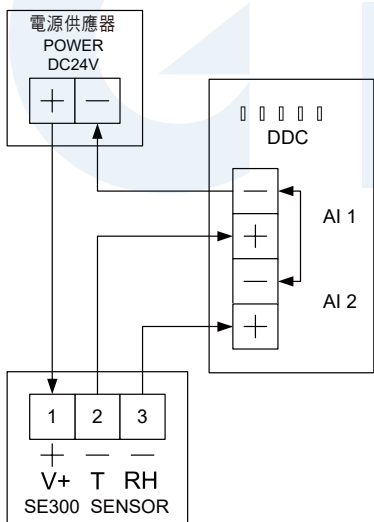 電源供應器
POWER
DC24V
+ −
DDC
−
AI 1
+
−
AI 2
+
1 2 3
+ − −
V+ T RH
SE300 SENSOR